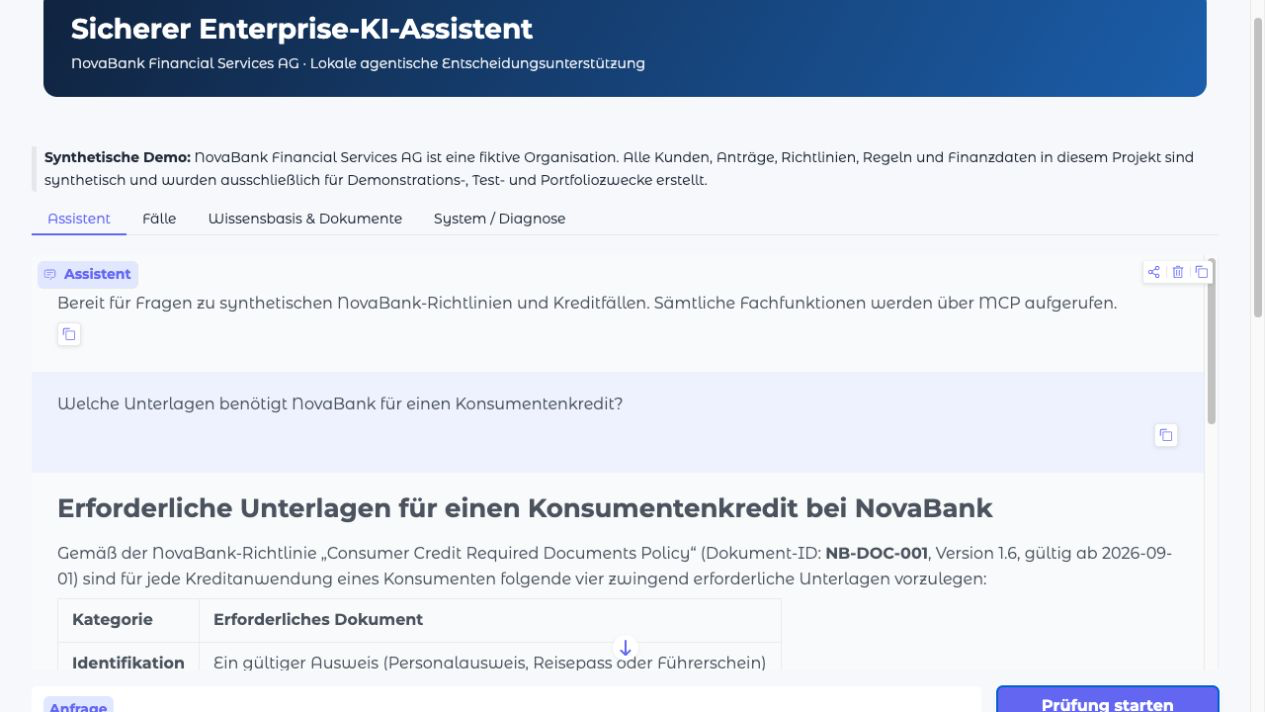 Sicherer Enterprise-KI-Assistent
NovaBank Financial Services AG · Lokale agentische Entscheidungsunterstützung
Synthetische Demo: NovaBank Financial Services AG ist eine fiktive Organisation. Alle Kunden, Anträge, Richtlinien, Regeln und Finanzdaten in diesem Projekt sind
synthetisch und wurden ausschließlich für Demonstrations-, Test- und Portfoliozwecke erstellt.
Assistent Fälle Wissensbasis & Dokumente System / Diagnose
Assistent
Bereit für Fragen zu synthetischen NovaBank-Richtlinien und Kreditfällen. Sämtliche Fachfunktionen werden über MCP aufgerufen.
Welche Unterlagen benötigt NovaBank für einen Konsumentenkredit?
Erforderliche Unterlagen für einen Konsumentenkredit bei NovaBank
Gemäß der NovaBank-Richtlinie „Consumer Credit Required Documents Policy“ (Dokument-ID: NB-DOC-001, Version 1.6, gültig ab 2026-09-
01) sind für jede Kreditanwendung eines Konsumenten folgende vier zwingend erforderliche Unterlagen vorzulegen:
Kategorie Erforderliches Dokument
Identifikation Ein gültiger Ausweis (Personalausweis, Reisepass oder Führerschein)
Anfrage
Prüfung starten